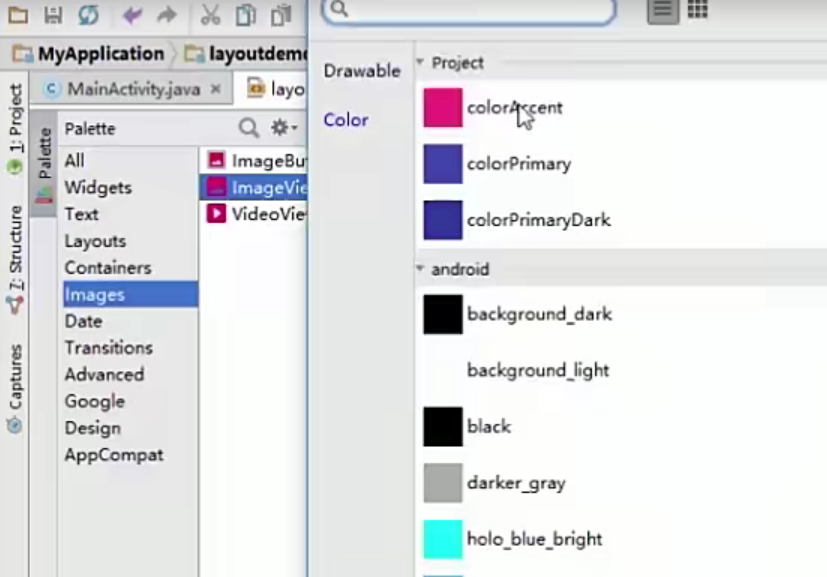 MyApplication
layoutdemo
MainActivity.java
layo
1: Project
Palette
7: Structure
Captures
Palette
All
Widgets
Text
Layouts
Containers
Images
Date
Transitions
Advanced
Google
Design
AppCompat
ImageBu
ImageVie
VideoVie
Drawable
Color
Project
colorAccent
colorPrimary
colorPrimaryDark
android
background_dark
background_light
black
darker_gray
holo_blue_bright